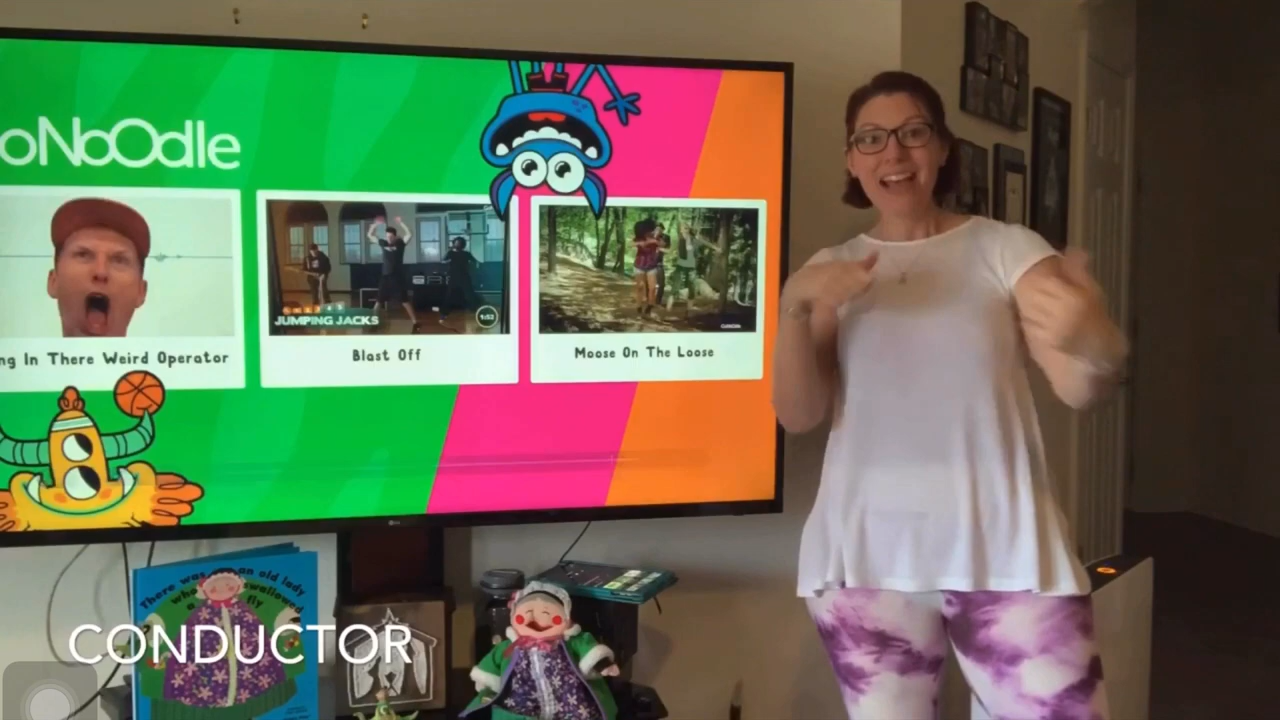 oNoOdle
JUMPING JACKS
1:53
ng In There Weird Operator
Blast Off
Moose On The Loose
There was an old lady
who swallowed
a fly
CONDUCTOR